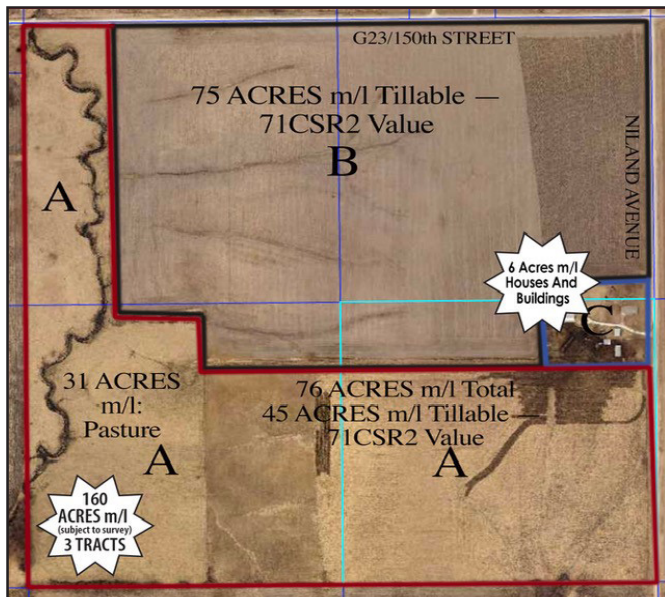 G23/150th STREET
75 ACRES m/l Tillable —
71CSR2 Value
B
NILAND AVENUE
A
6 Acres m/l
Houses And
Buildings
C
31 ACRES
m/l:
Pasture
76 ACRES m/l Total
45 ACRES m/l Tillable—
71CSR2 Value
A
A
160
ACRES m/l
(subject to survey)
3 TRACTS